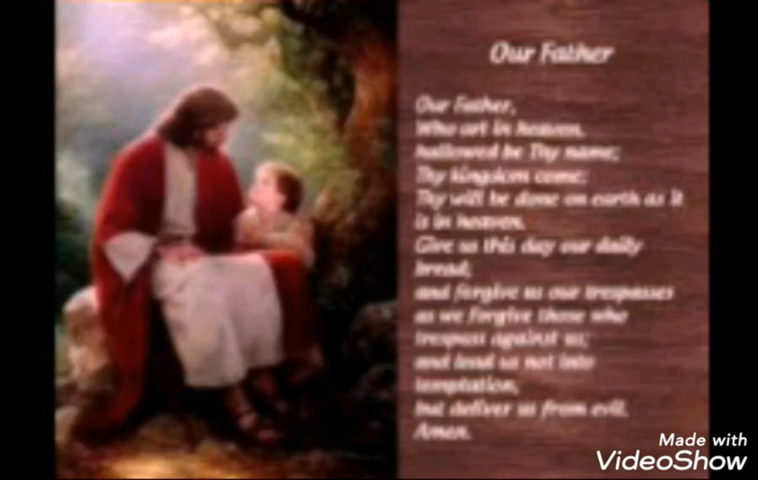 Our Father
Our Father,
Who art in heaven,
hallowed be Thy name;
Thy kingdom come;
Thy will be done on earth as it
is in heaven.
Give us this day our daily
bread;
and forgive us our trespasses
as we forgive those who
trespass against us;
and lead us not into
temptation,
but deliver us from evil.
Amen.
Made with
VideoShow